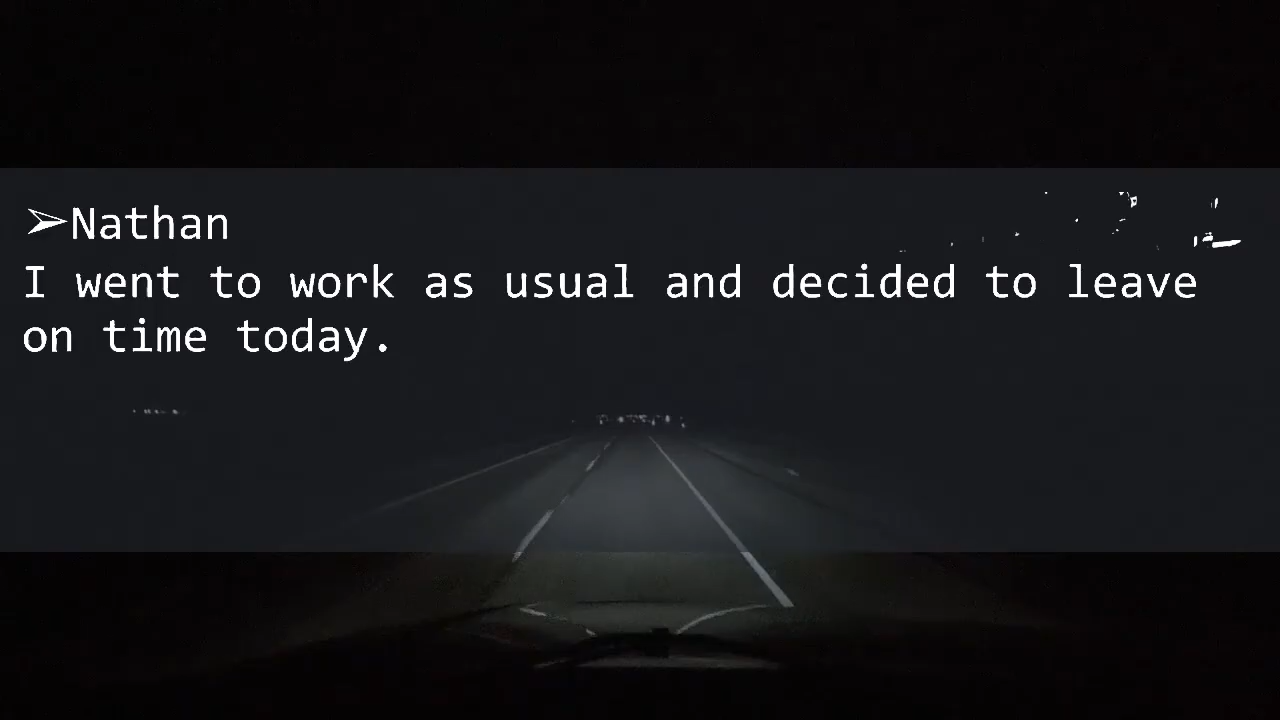 ➢Nathan
I went to work as usual and decided to leave
on time today.